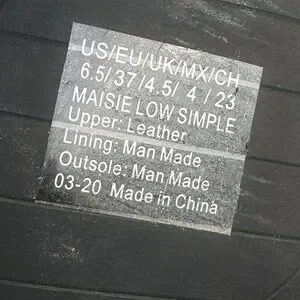 US/EU/UK/MX/CH
6.5/37/4.5/ 4 / 23
MAISIE LOW SIMPLE
Upper: Leather
Lining: Man Made
Outsole: Man Made
03-20 Made in China